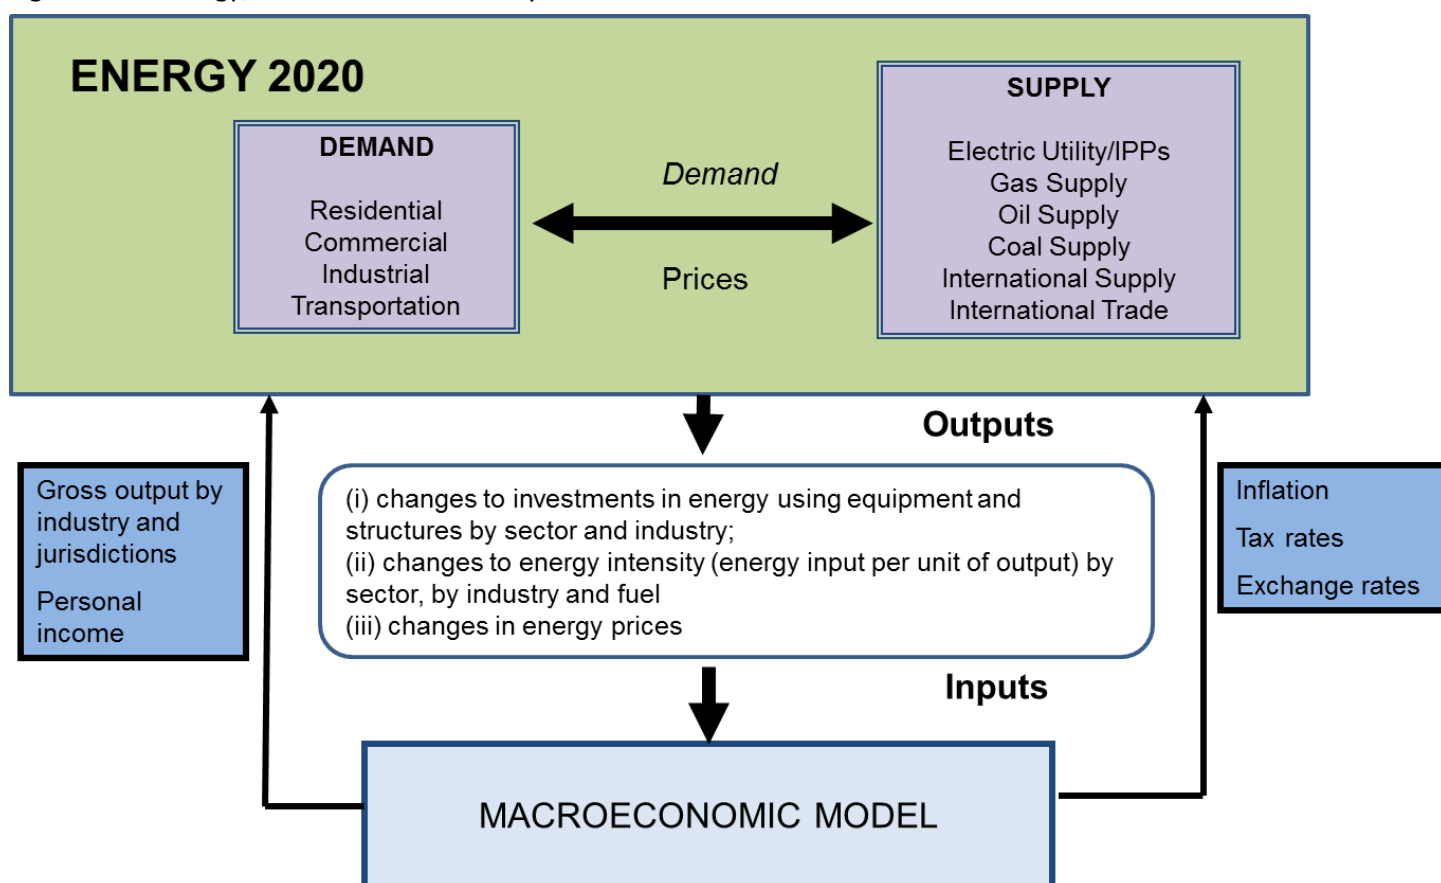 ENERGY 2020
DEMAND
Residential
Commercial
Industrial
Transportation
Demand
Prices
SUPPLY
Electric Utility/IPPs
Gas Supply
Oil Supply
Coal Supply
International Supply
International Trade
Outputs
Gross output by
industry and
jurisdictions
Personal
income
(i) changes to investments in energy using equipment and
structures by sector and industry;
(ii) changes to energy intensity (energy input per unit of output) by
sector, by industry and fuel
(iii) changes in energy prices
Inflation
Tax rates
Exchange rates
Inputs
MACROECONOMIC MODEL